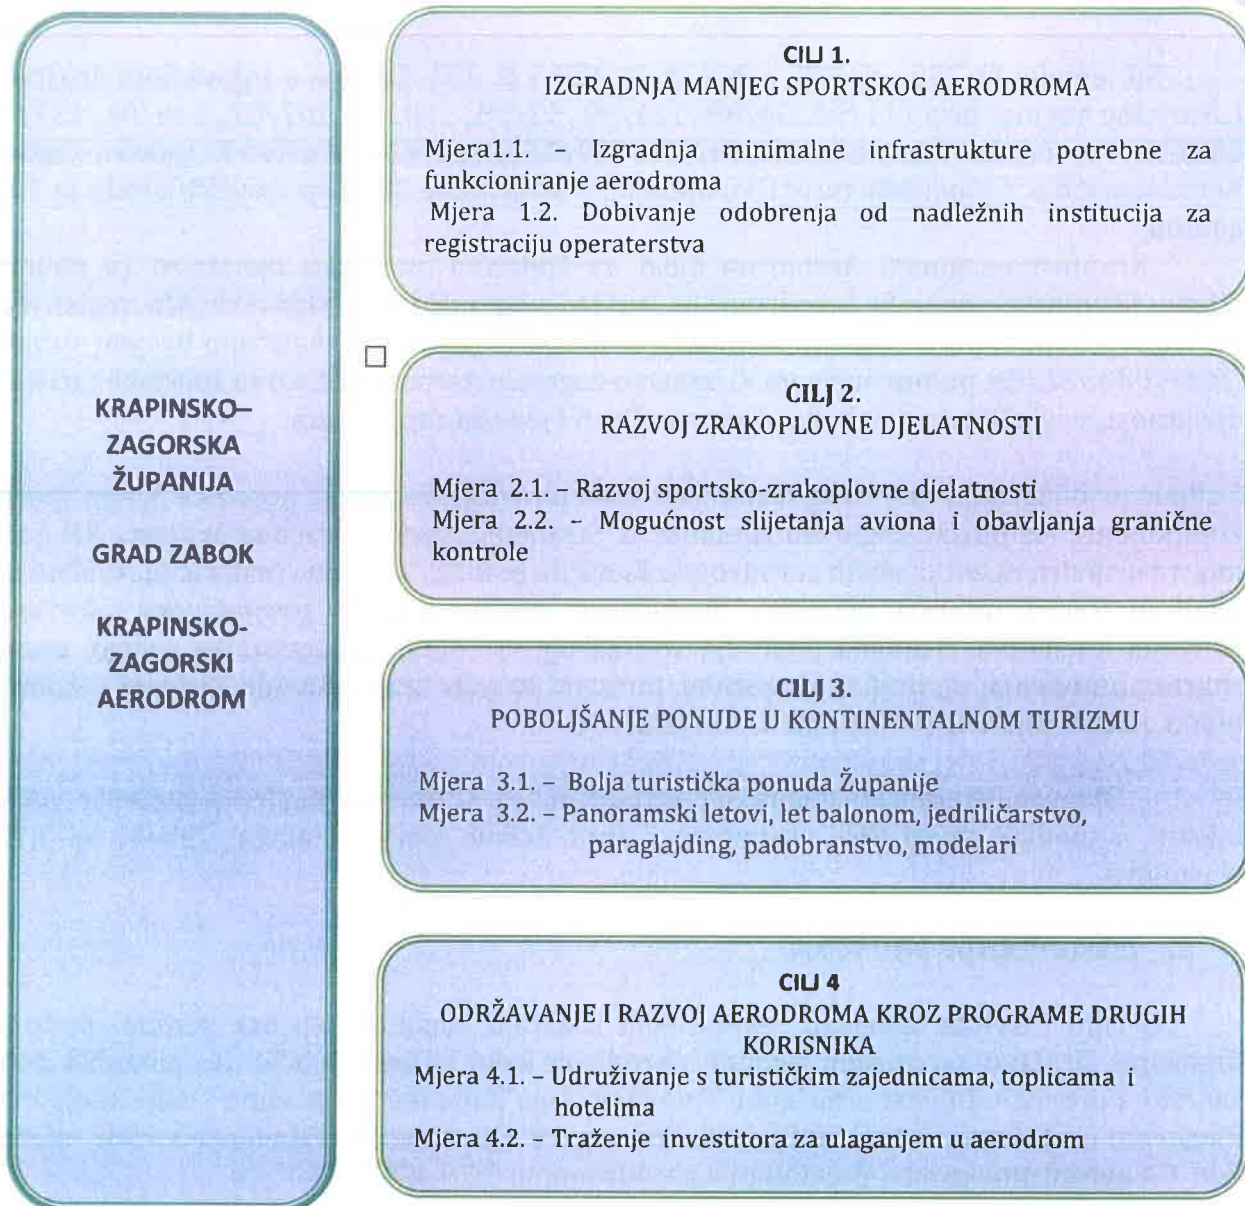 KRAPINSKO–
ZAGORSKA
ŽUPANIJA
GRAD ZABOK
KRAPINSKO-
ZAGORSKI
AERODROM
CILJ 1.
IZGRADNJA MANJEG SPORTSKOG AERODROMA
Mjera1.1. – Izgradnja minimalne infrastrukture potrebne za
funkcioniranje aerodroma
Mjera 1.2. Dobivanje odobrenja od nadležnih institucija za
registraciju operaterstva
CILJ 2.
RAZVOJ ZRAKOPLOVNE DJELATNOSTI
Mjera 2.1. – Razvoj sportsko-zrakoplovne djelatnosti
Mjera 2.2. - Mogućnost slijetanja aviona i obavljanja granične
kontrole
CILJ 3.
POBOLJŠANJE PONUDE U KONTINENTALNOM TURIZMU
Mjera 3.1. – Bolja turistička ponuda Županije
Mjera 3.2. – Panoramski letovi, let balonom, jedriličarstvo,
paraglajding, padobranstvo, modelari
CILJ 4
ODRŽAVANJE I RAZVOJ AERODROMA KROZ PROGRAME DRUGIH
KORISNIKA
Mjera 4.1. – Udruživanje s turističkim zajednicama, toplicama i
hotelima
Mjera 4.2. – Traženje investitora za ulaganjem u aerodrom